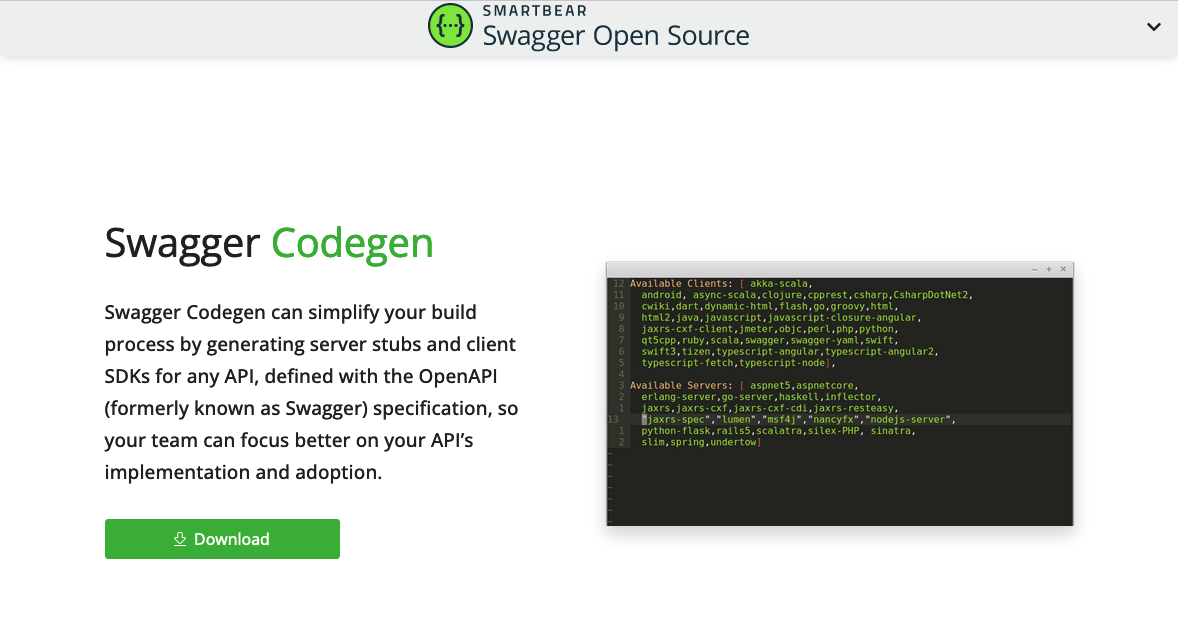 SMARTBEAR
Swagger Open Source
Swagger Codegen
Swagger Codegen can simplify your build
process by generating server stubs and client
SDKs for any API, defined with the OpenAPI
(formerly known as Swagger) specification, so
your team can focus better on your API’s
implementation and adoption.
Download
12 Available Clients: [ akka-scala,
11 android, async-scala,clojure,cpprest,csharp,CsharpDotNet2,
10 cwiki,dart,dynamic-html,flash,go,groovy,html,
9 html2,java,javascript,javascript-closure-angular,
8 jaxrs-cxf-client,jmeter,objc,perl,php,python,
7 qt5cpp,ruby,scala,swagger,swagger-yaml,swift,
6 swift3,tizen,typescript-angular,typescript-angular2,
5 typescript-fetch,typescript-node],
4
3 Available Servers: [ aspnet5,aspnetcore,
2 erlang-server,go-server,haskell,inflector,
1 jaxrs,jaxrs-cxf,jaxrs-cxf-cdi,jaxrs-resteasy,
13 "jaxrs-spec","lumen","msf4j","nancyfx","nodejs-server",
1 python-flask,rails5,scalatra,silex-PHP, sinatra,
2 slim,spring,undertow]